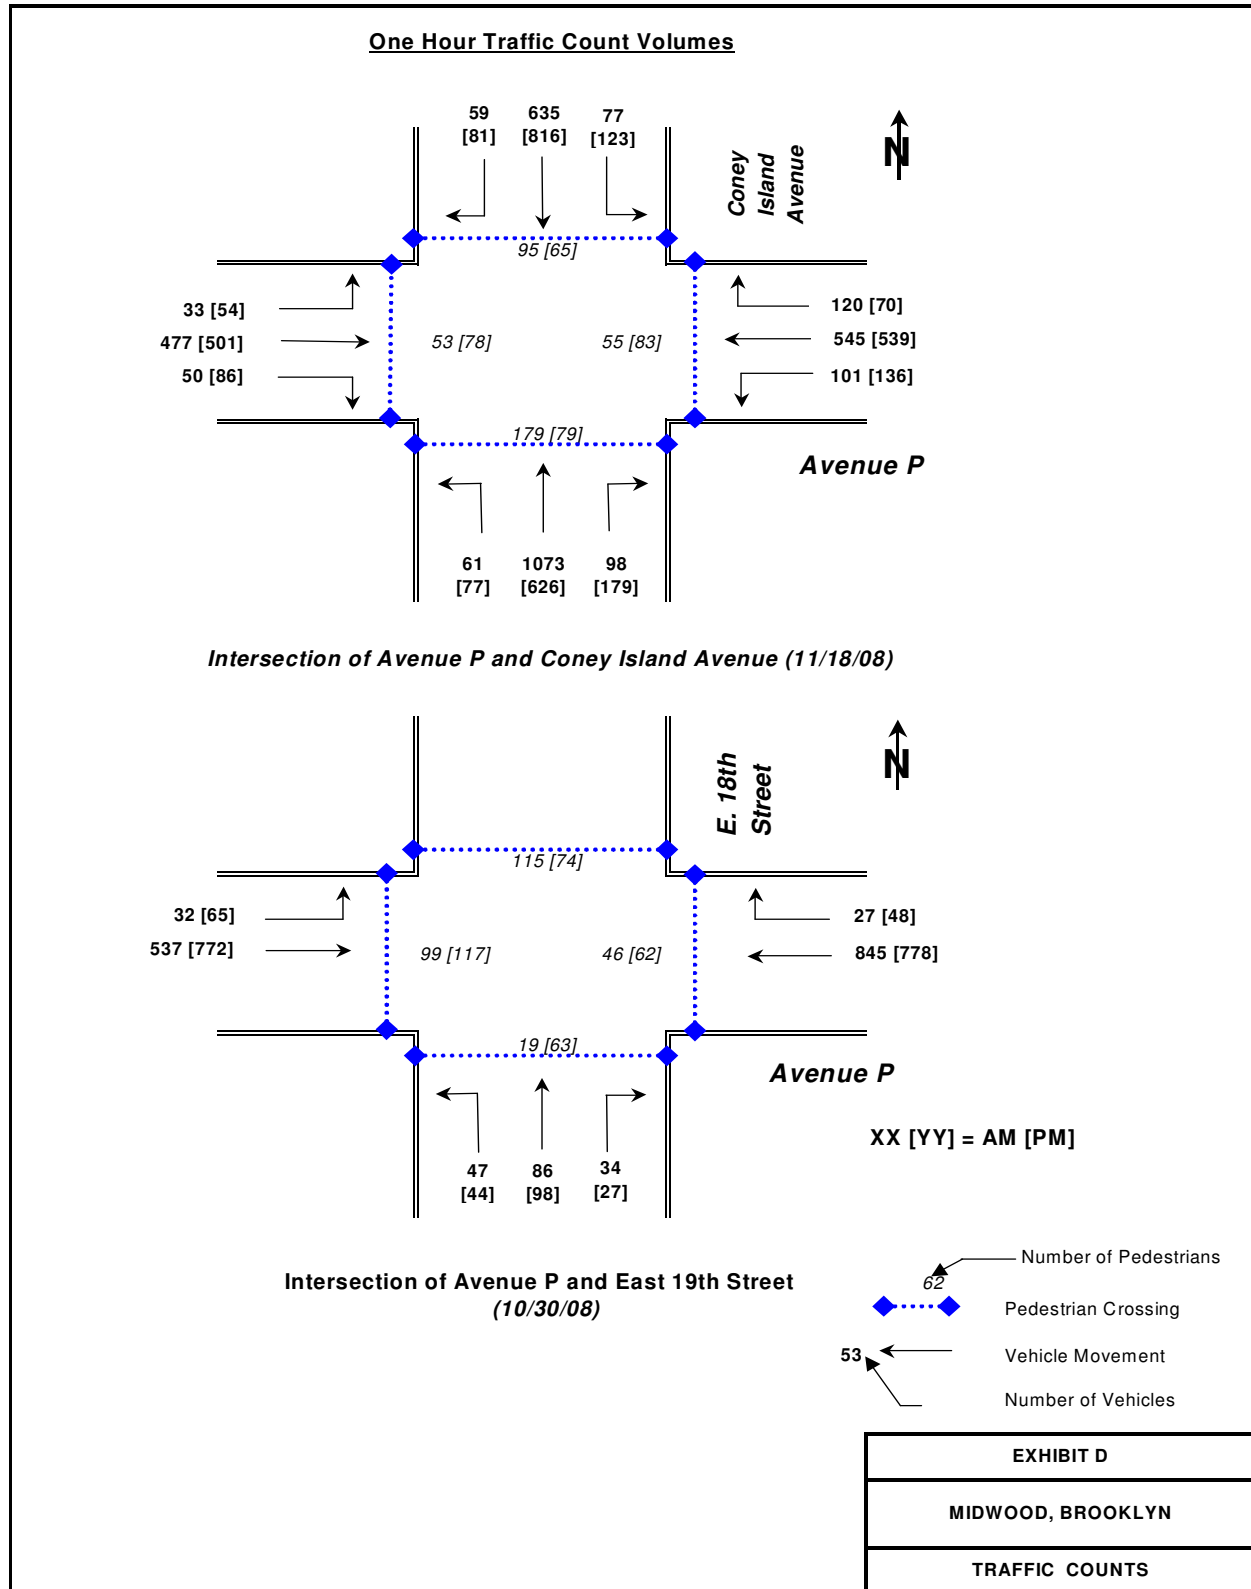 One Hour Traffic Count Volumes
59 635 77
[81] [816] [123]
Coney
Island
Avenue
N
95 [65]
33 [54]
477 [501]
50 [86]
53 [78]
55 [83]
120 [70]
545 [539]
101 [136]
179 [79]
Avenue P
61 1073 98
[77] [626] [179]
Intersection of Avenue P and Coney Island Avenue (11/18/08)
E. 18th
Street
N
115 [74]
32 [65]
537 [772]
99 [117]
46 [62]
27 [48]
845 [778]
19 [63]
Avenue P
XX [YY] = AM [PM]
47 86 34
[44] [98] [27]
Intersection of Avenue P and East 19th Street
(10/30/08)
Number of Pedestrians
62
Pedestrian Crossing
53
Vehicle Movement
Number of Vehicles
EXHIBIT D
MIDWOOD, BROOKLYN
TRAFFIC COUNTS